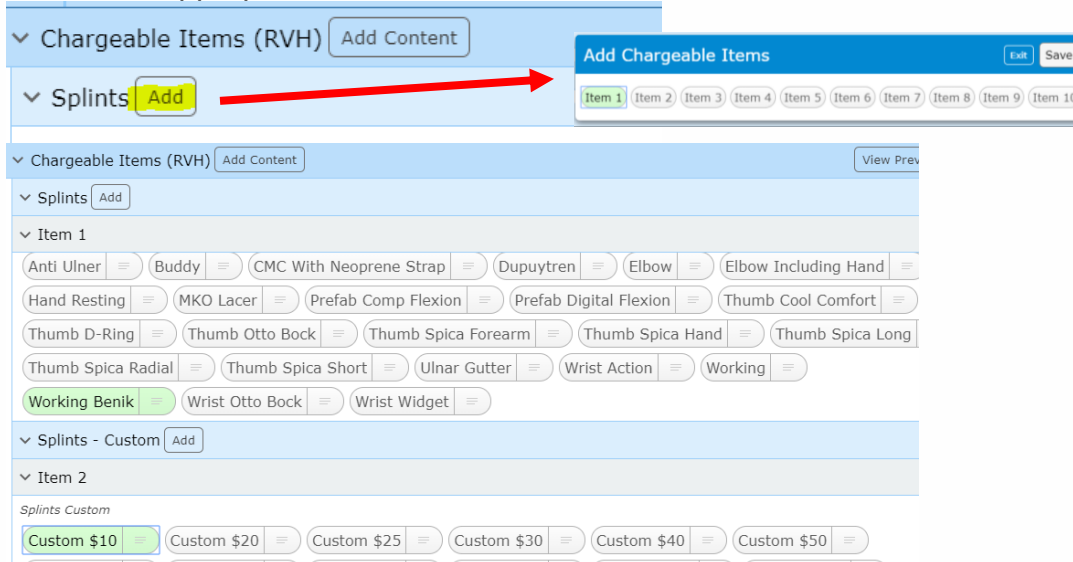 Chargeable Items (RVH) Add Content
Add Chargeable Items Exit Save
Splints Add
Item 1 Item 2 Item 3 Item 4 Item 5 Item 6 Item 7 Item 8 Item 9 Item 10
Chargeable Items (RVH) Add Content View Prev
Splints Add
Item 1
Anti Ulner Buddy CMC With Neoprene Strap Dupuytren Elbow Elbow Including Hand
Hand Resting MKO Lacer Prefab Comp Flexion Prefab Digital Flexion Thumb Cool Comfort
Thumb D-Ring Thumb Otto Bock Thumb Spica Forearm Thumb Spica Hand Thumb Spica Long
Thumb Spica Radial Thumb Spica Short Ulnar Gutter Wrist Action Working
Working Benik Wrist Otto Bock Wrist Widget
Splints - Custom Add
Item 2
Splints Custom
Custom $10 Custom $20 Custom $25 Custom $30 Custom $40 Custom $50